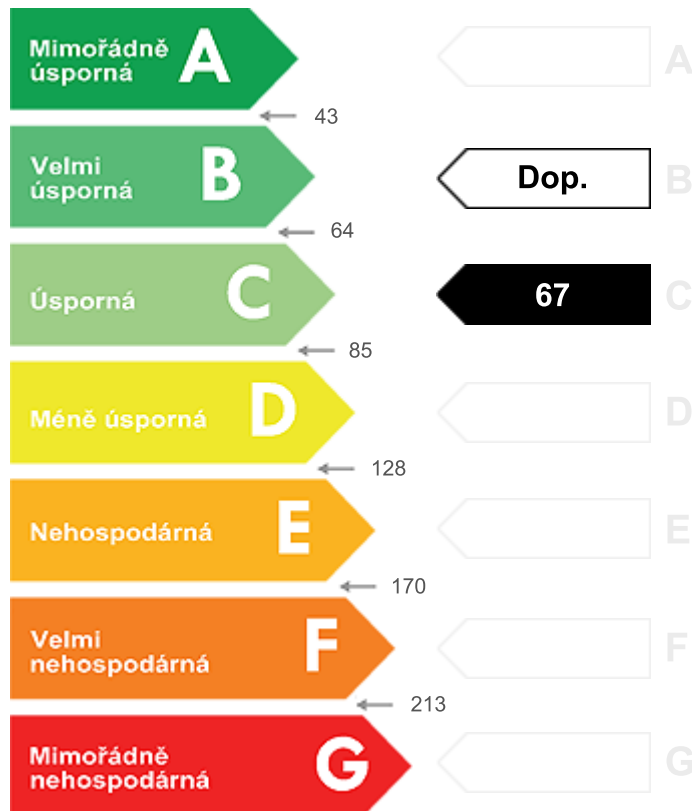 Mimořádně
úsporná
A
A
43
Velmi
úsporná
B
Dop.
B
64
Úsporná
C
67
C
85
Méně úsporná
D
D
128
Nehospodárná
E
E
170
Velmi
nehospodárná
F
F
213
Mimořádně
nehospodárná
G
G